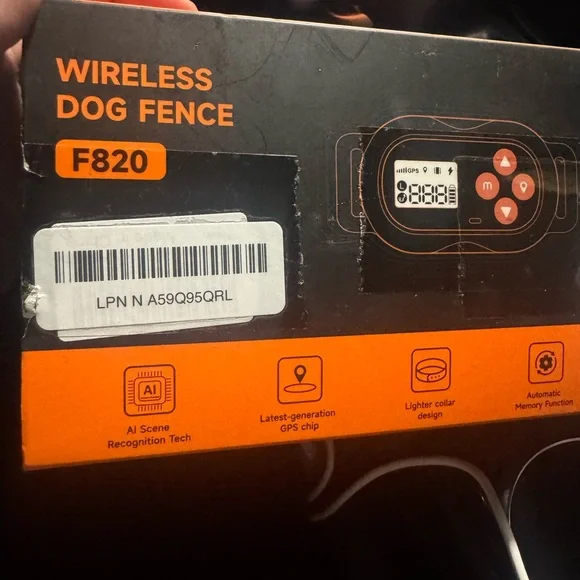 WIRELESS
DOG FENCE
F820
GPS
888
M
LPN N A59Q95QRL
AI
AI Scene
Recognition Tech
Latest-generation
GPS chip
Lighter collar
design
Automatic
Memory Function